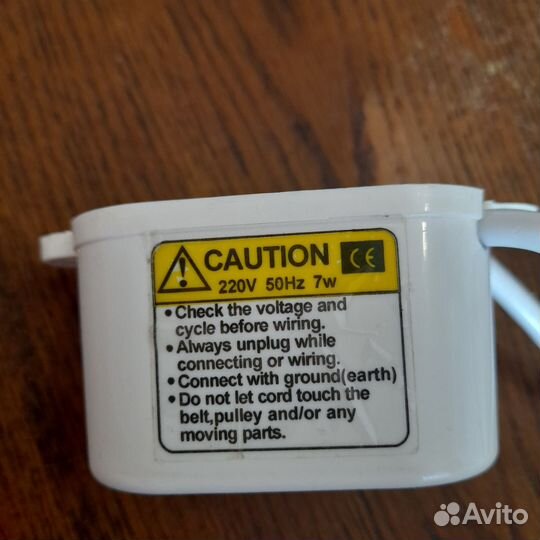 CAUTION CE
220V 50Hz 7w
•Check the voltage and
cycle before wiring.
•Always unplug while
connecting or wiring.
•Connect with ground(earth)
•Do not let cord touch the
belt,pulley and/or any
moving parts.
Avito